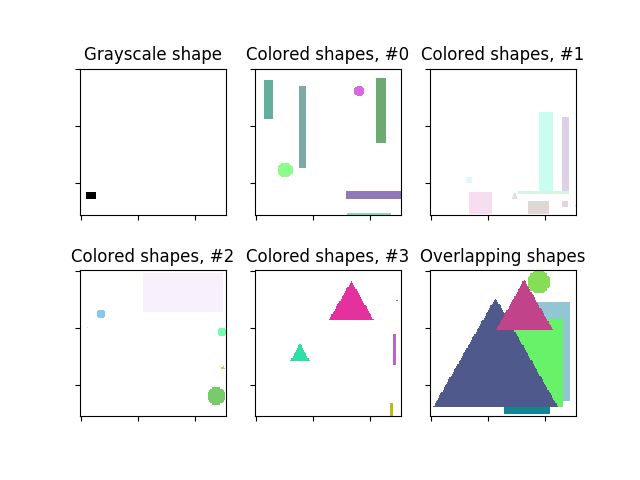 Grayscale shape
Colored shapes, #0
Colored shapes, #1
Colored shapes, #2
Colored shapes, #3
Overlapping shapes